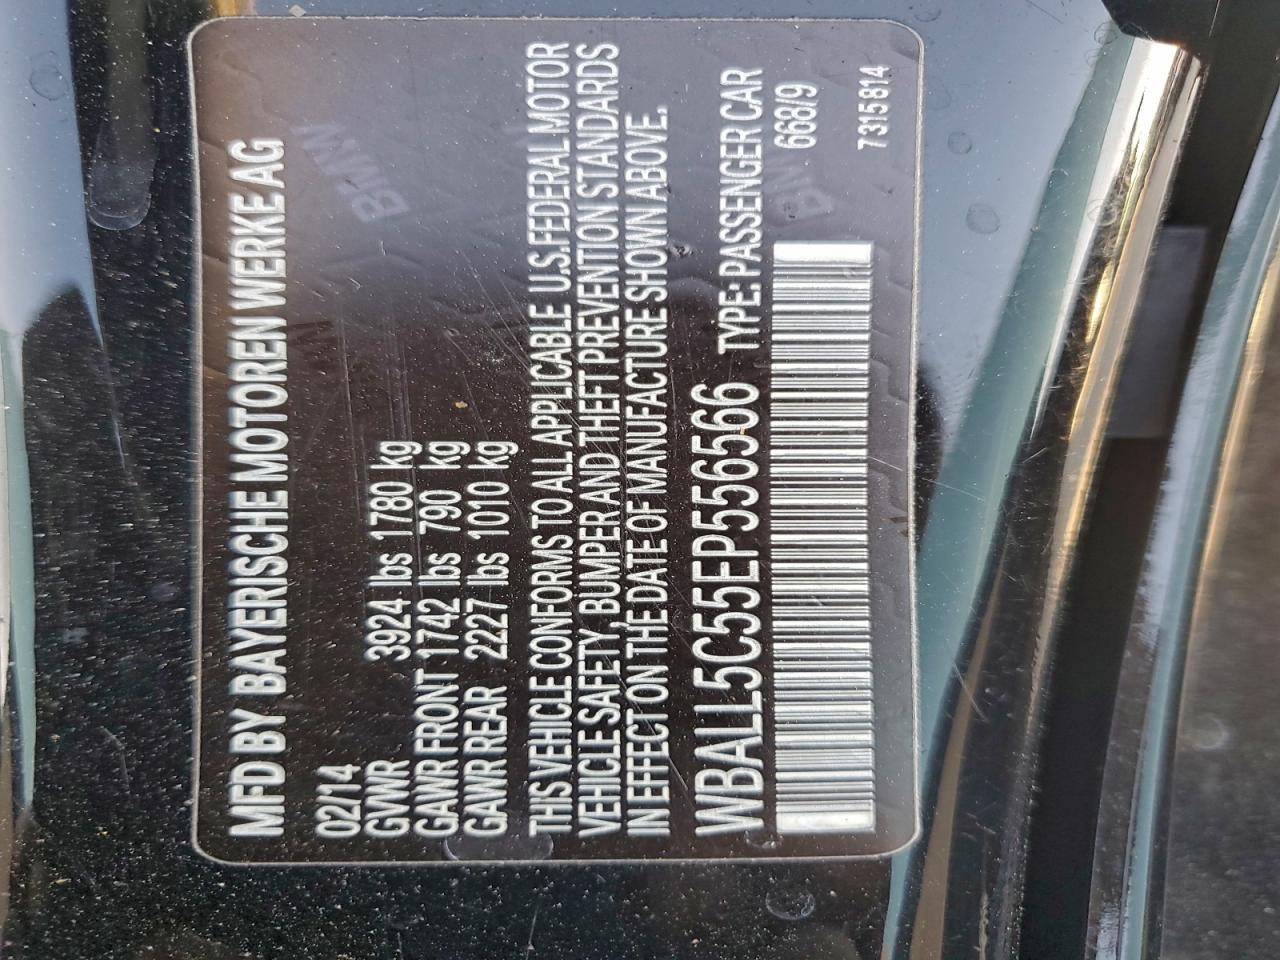 MFD BY BAYERISCHE MOTOREN WERKE AG
02/14
GVWR 3924 lbs 1780 kg
GAWR FRONT 1742 lbs 790 kg
GAWR REAR 2227 lbs 1010 kg
THIS VEHICLE CONFORMS TO ALL APPLICABLE U.S.FEDERAL MOTOR
VEHICLE SAFETY, BUMPER AND THEFT PREVENTION STANDARDS
IN EFFECT ON THE DATE OF MANUFACTURE SHOWN ABOVE.
WBALL5C55EP556566 TYPE: PASSENGER CAR
668/9
7315814
BMW
BMW